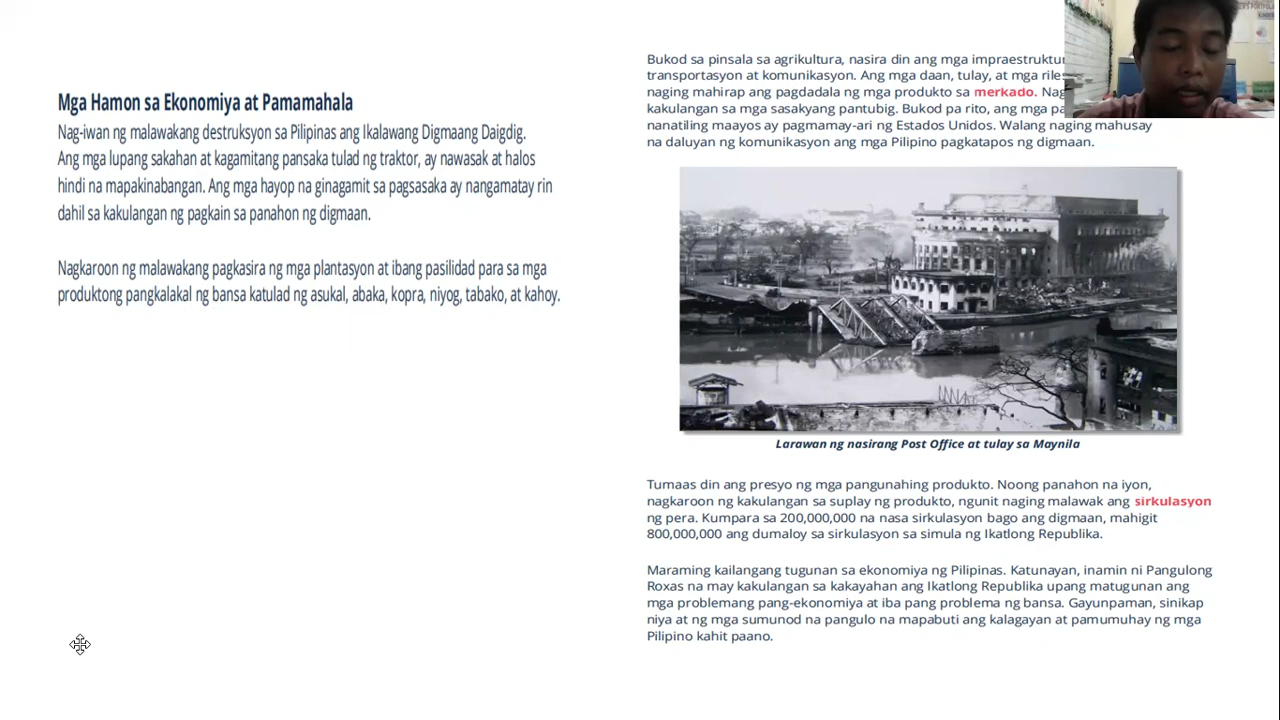 Mga Hamon sa Ekonomiya at Pamamahala
Nag-iwan ng malawakang destruksyon sa Pilipinas ang Ikalawang Digmaang Daigdig.
Ang mga lupang sakahan at kagamitang pansaka tulad ng traktor, ay nawasak at halos
hindi na mapakinabangan. Ang mga hayop na ginagamit sa pagsasaka ay nangamatay rin
dahil sa kakulangan ng pagkain sa panahon ng digmaan.
Nagkaroon ng malawakang pagkasira ng mga plantasyon at ibang pasilidad para sa mga
produktong pangkalakal ng bansa katulad ng asukal, abaka, kopra, niyog, tabako, at kahoy.
Bukod sa pinsala sa agrikultura, nasira din ang mga
transportasyon at komunikasyon. Ang mga daan, tulay, at mga
naging mahirap ang pagdadala ng mga produkto sa merkado.
kakulangan sa mga sasakyang pantubig. Bukod pa rito, ang mga
nanatiling maayos ay pagmamay-ari ng Estados Unidos. Walang naging mahusay
na daluyan ng komunikasyon ang mga Pilipino pagkatapos ng digmaan.
Larawan ng nasirang Post Office at tulay sa Maynila
Tumaas din ang presyo ng mga pangunahing produkto. Noong panahon na iyon,
nagkaroon ng kakulangan sa suplay ng produkto, ngunit naging malawak ang sirkulasyon
ng pera. Kumpara sa 200,000,000 na nasa sirkulasyon bago ang digmaan, mahigit
800,000,000 ang dumaloy sa sirkulasyon sa simula ng Ikatlong Republika.
Maraming kailangang tugunan sa ekonomiya ng Pilipinas. Katunayan, inamin ni Pangulong
Roxas na may kakulangan sa kakayahan ang Ikatlong Republika upang matugunan ang
mga problemang pang-ekonomiya at iba pang problema ng bansa. Gayunpaman, sinikap
niya at ng mga sumunod na pangulo na mapabuti ang kalagayan at pamumuhay ng mga
Pilipino kahit paano.